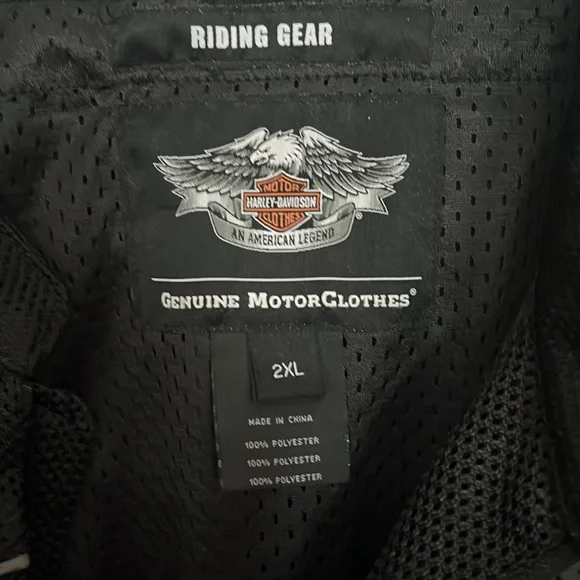 RIDING GEAR
MOTOR
HARLEY-DAVIDSON
CLOTHES
®
AN AMERICAN LEGEND
GENUINE MOTORCLOTHES®
2XL
MADE IN CHINA
100% POLYESTER
100% POLYESTER
100% POLYESTER